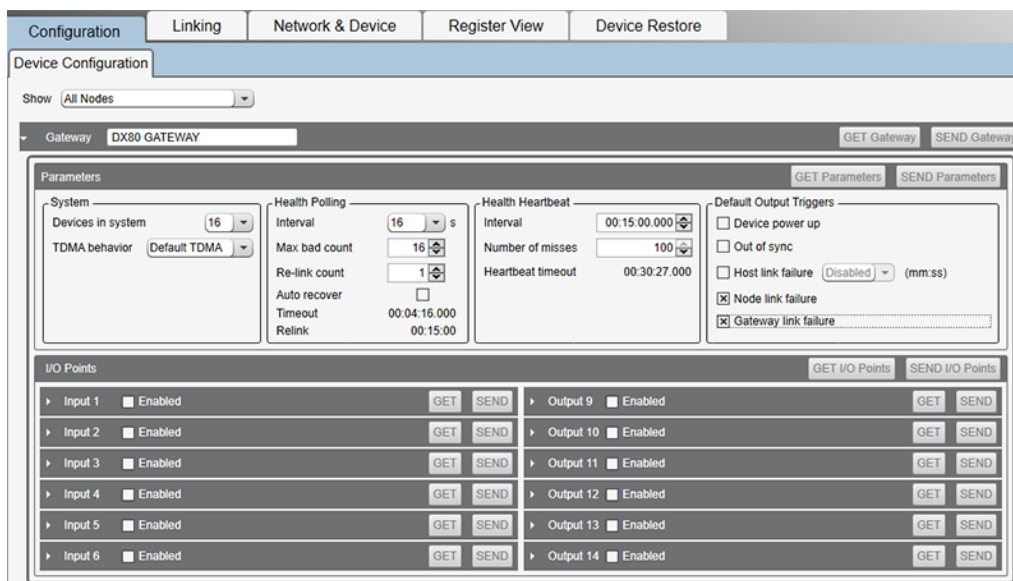 Configuration Linking Network & Device Register View Device Restore
Device Configuration
Show All Nodes
Gateway DX80 GATEWAY GET Gateway SEND Gateway
Parameters GET Parameters SEND Parameters
System
Devices in system 16
TDMA behavior Default TDMA
Health Polling
Interval 16 s
Max bad count 16
Re-link count 1
Auto recover
Timeout 00:04:16.000
Relink 00:15:00
Health Heartbeat
Interval 00:15:00.000
Number of misses 100
Heartbeat timeout 00:30:27.000
Default Output Triggers
Device power up
Out of sync
Host link failure Disabled (mm:ss)
Node link failure
Gateway link failure
I/O Points GET I/O Points SEND I/O Points
Input 1 Enabled GET SEND Output 9 Enabled GET SEND
Input 2 Enabled GET SEND Output 10 Enabled GET SEND
Input 3 Enabled GET SEND Output 11 Enabled GET SEND
Input 4 Enabled GET SEND Output 12 Enabled GET SEND
Input 5 Enabled GET SEND Output 13 Enabled GET SEND
Input 6 Enabled GET SEND Output 14 Enabled GET SEND